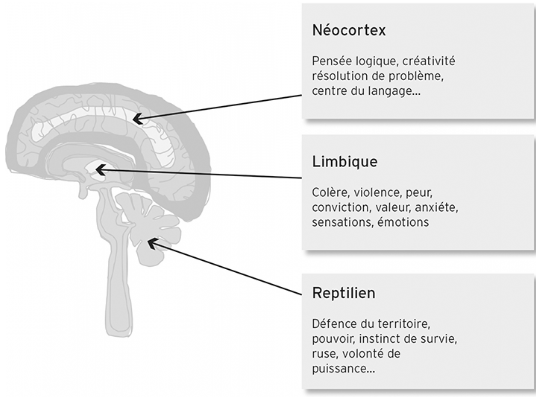 Néocortex
Pensée logique, créativité
résolution de problème,
centre du langage...
Limbique
Colère, violence, peur,
conviction, valeur, anxiéte,
sensations, émotions
Reptilien
Défence du territoire,
pouvoir, instinct de survie,
ruse, volonté de
puissance...